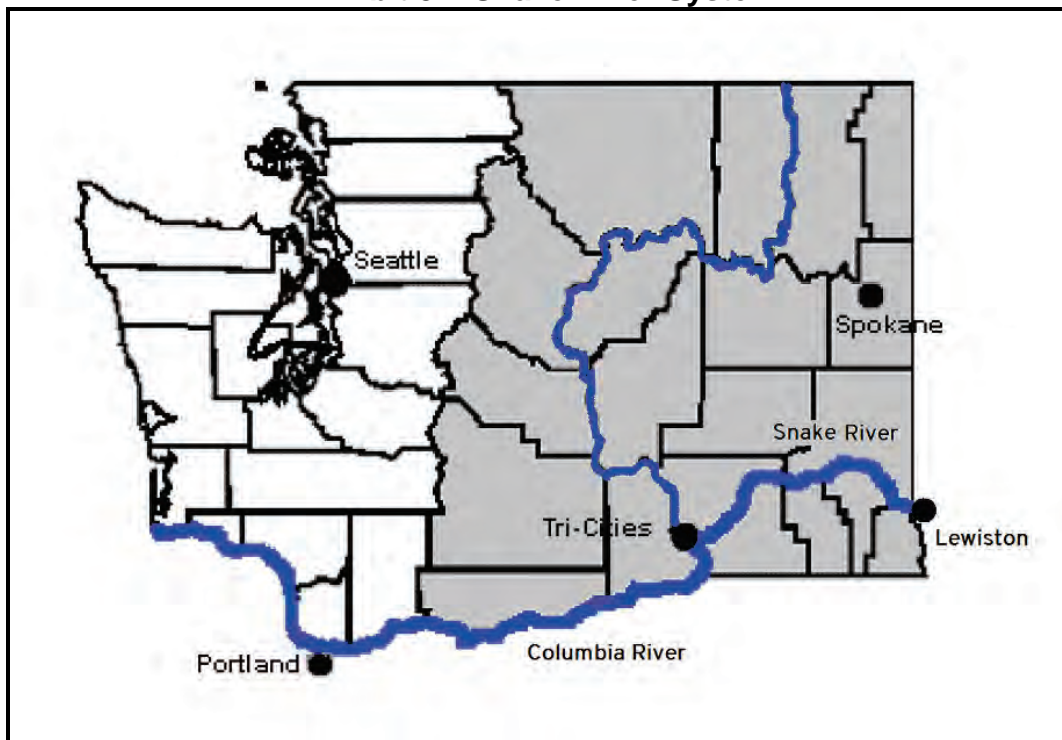 Seattle
Spokane
Snake River
Tri-Cities
Lewiston
Columbia River
Portland